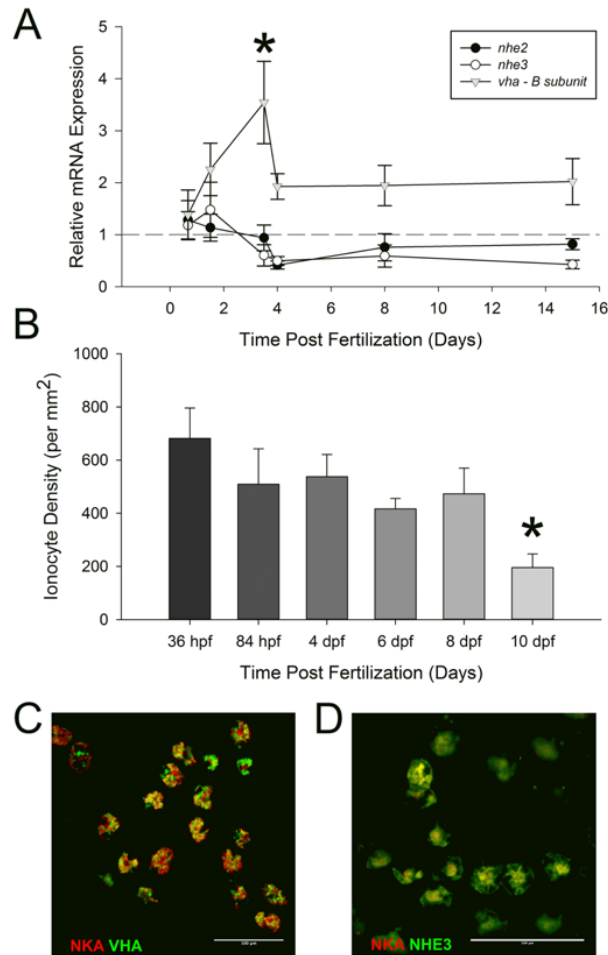 A
*
nhe2
nhe3
vha - B subunit
Relative mRNA Expression
5
4
3
2
1
0
0 2 4 6 8 10 12 14 16
Time Post Fertilization (Days)
B
Ionocyte Density (per mm2)
1000
800
600
400
200
0
*
36 hpf 84 hpf 4 dpf 6 dpf 8 dpf 10 dpf
Time Post Fertilization (Days)
C
NKA VHA
D
NKA NHE3